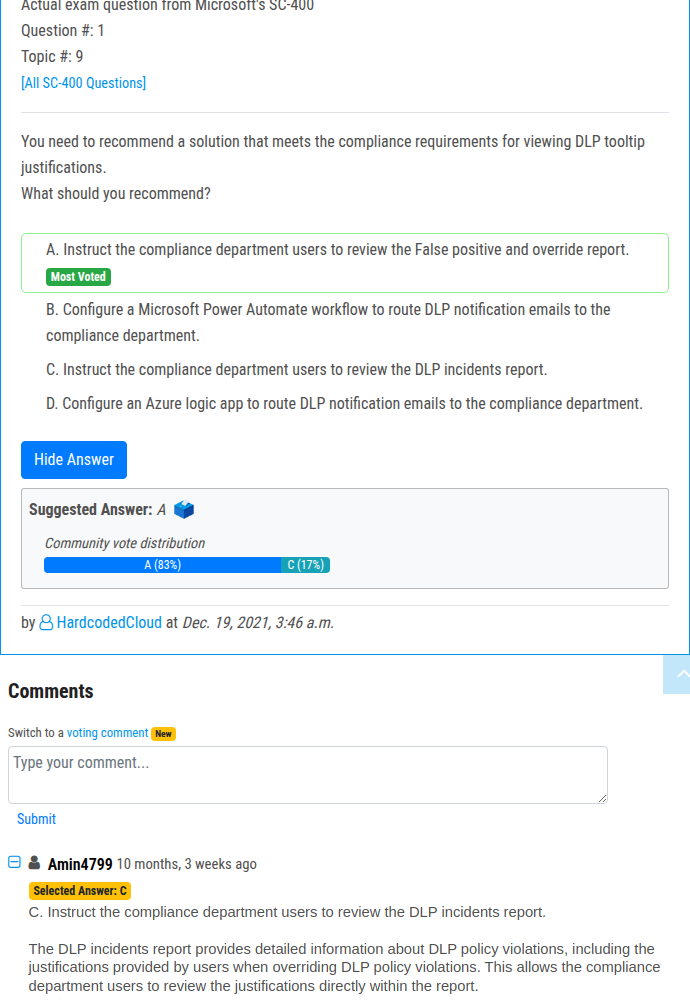 Actual exam question from Microsoft's SC-400
Question #: 1
Topic #: 9
[All SC-400 Questions]
You need to recommend a solution that meets the compliance requirements for viewing DLP tooltip
justifications.
What should you recommend?
A. Instruct the compliance department users to review the False positive and override report.
Most Voted
B. Configure a Microsoft Power Automate workflow to route DLP notification emails to the
compliance department.
C. Instruct the compliance department users to review the DLP incidents report.
D. Configure an Azure logic app to route DLP notification emails to the compliance department.
Hide Answer
Suggested Answer: A
Community vote distribution
A (83%) C (17%)
by HardcodedCloud at Dec. 19, 2021, 3:46 a.m.
Comments
Switch to a voting comment New
Type your comment...
Submit
Amin4799 10 months, 3 weeks ago
Selected Answer: C
C. Instruct the compliance department users to review the DLP incidents report.
The DLP incidents report provides detailed information about DLP policy violations, including the
justifications provided by users when overriding DLP policy violations. This allows the compliance
department users to review the justifications directly within the report.